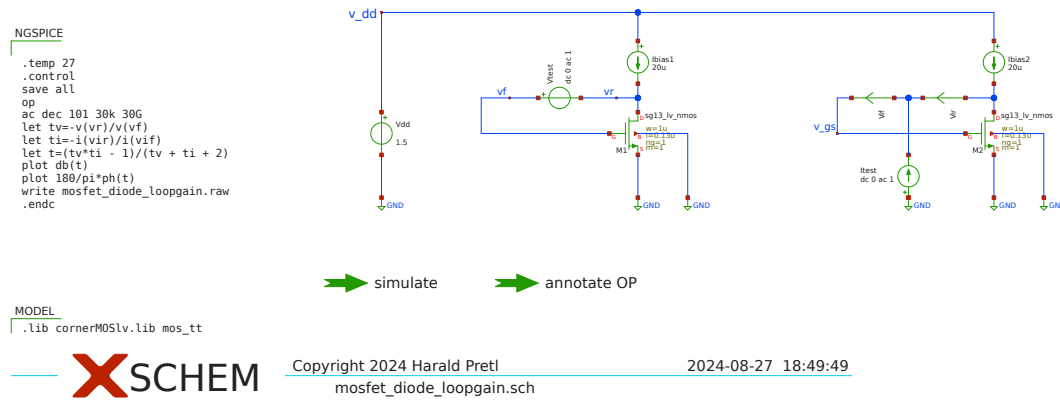 NGSPICE
.temp 27
.control
save all
op
ac dec 101 30k 30G
let tv=-v(vr)/v(vf)
let ti=-i(vir)/i(vif)
let t=(tv*ti - 1)/(tv + ti + 2)
plot db(t)
plot 180/pi*ph(t)
write mosfet_diode_loopgain.raw
.endc
v_dd
Vdd
1.5
GND
vf
Vtest
dc 0 ac 1
vr
Ibias1
20u
sg13_lv_nmos
w=1u
l=0.13u
ng=1
m=1
D
G
B
S
M1
GND
GND
Ibias2
20u
Vif
Vir
v_gs
Itest
dc 0 ac 1
GND
sg13_lv_nmos
w=1u
l=0.13u
ng=1
m=1
D
G
B
S
M2
GND
GN
simulate
annotate OP
MODEL
.lib cornerMOSlv.lib mos_tt
XSCHEM
Copyright 2024 Harald Pretl
2024-08-27 18:49:49
mosfet_diode_loopgain.sch